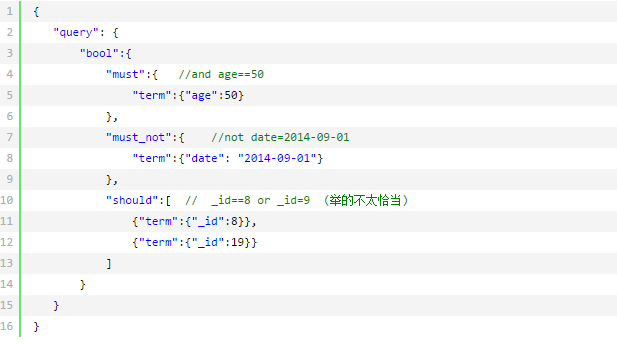 1 {
2 "query": {
3 "bool":{
4 "must":{ //and age==50
5 "term":{"age":50}
6 },
7 "must_not":{ //not date=2014-09-01
8 "term":{"date": "2014-09-01"}
9 },
10 "should":[ // _id==8 or _id=9 (举的不太恰当)
11 {"term":{"_id":8}},
12 {"term":{"_id":19}}
13 ]
14 }
15 }
16 }